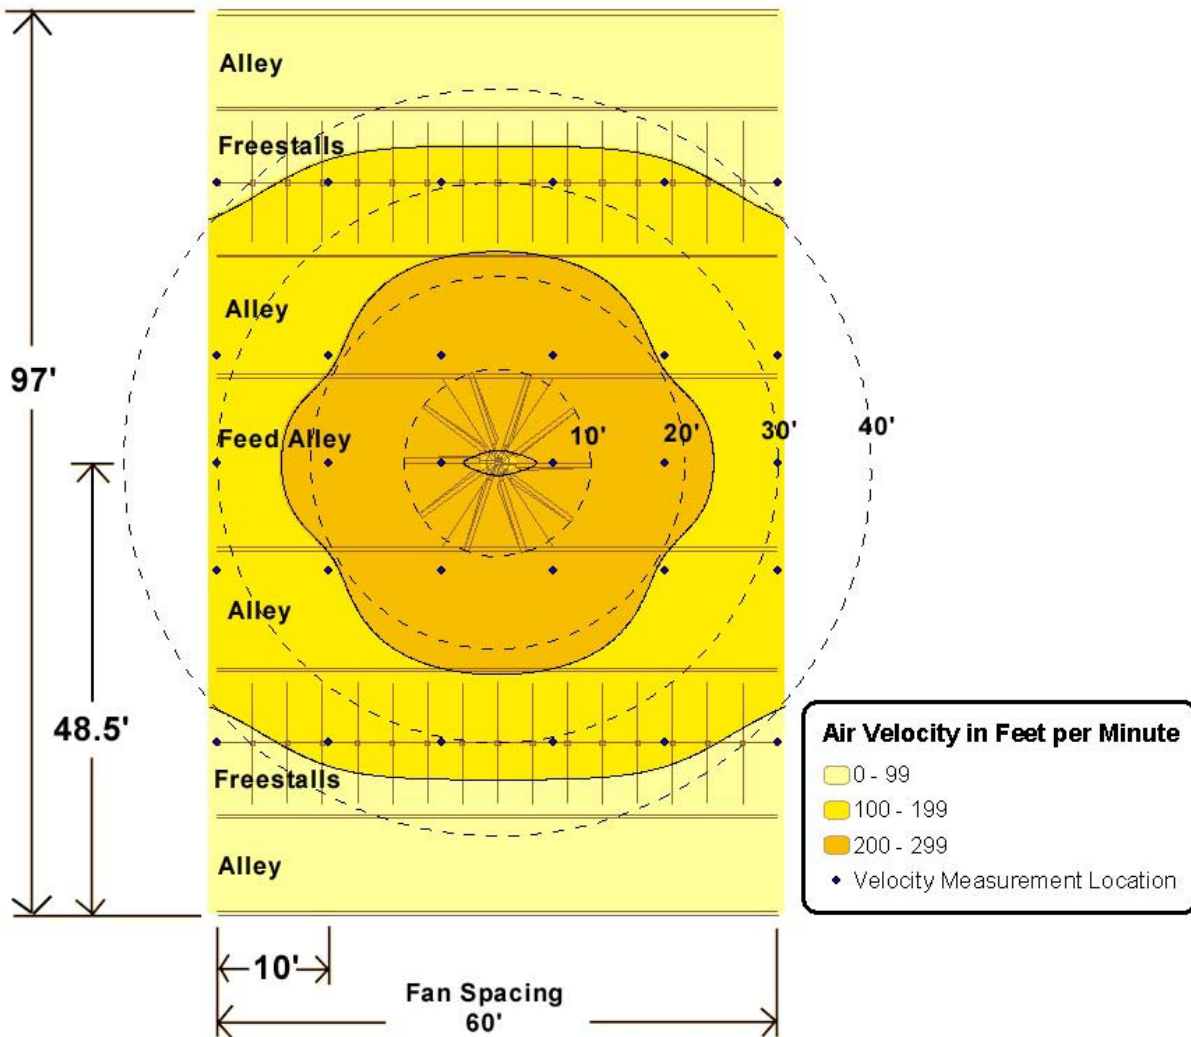 Alley
Freestalls
Alley
97'
Feed Alley
10'
20'
30'
40'
Alley
48.5'
Freestalls
Alley
10'
Fan Spacing
60'
Air Velocity in Feet per Minute
0 - 99
100 - 199
200 - 299
Velocity Measurement Location